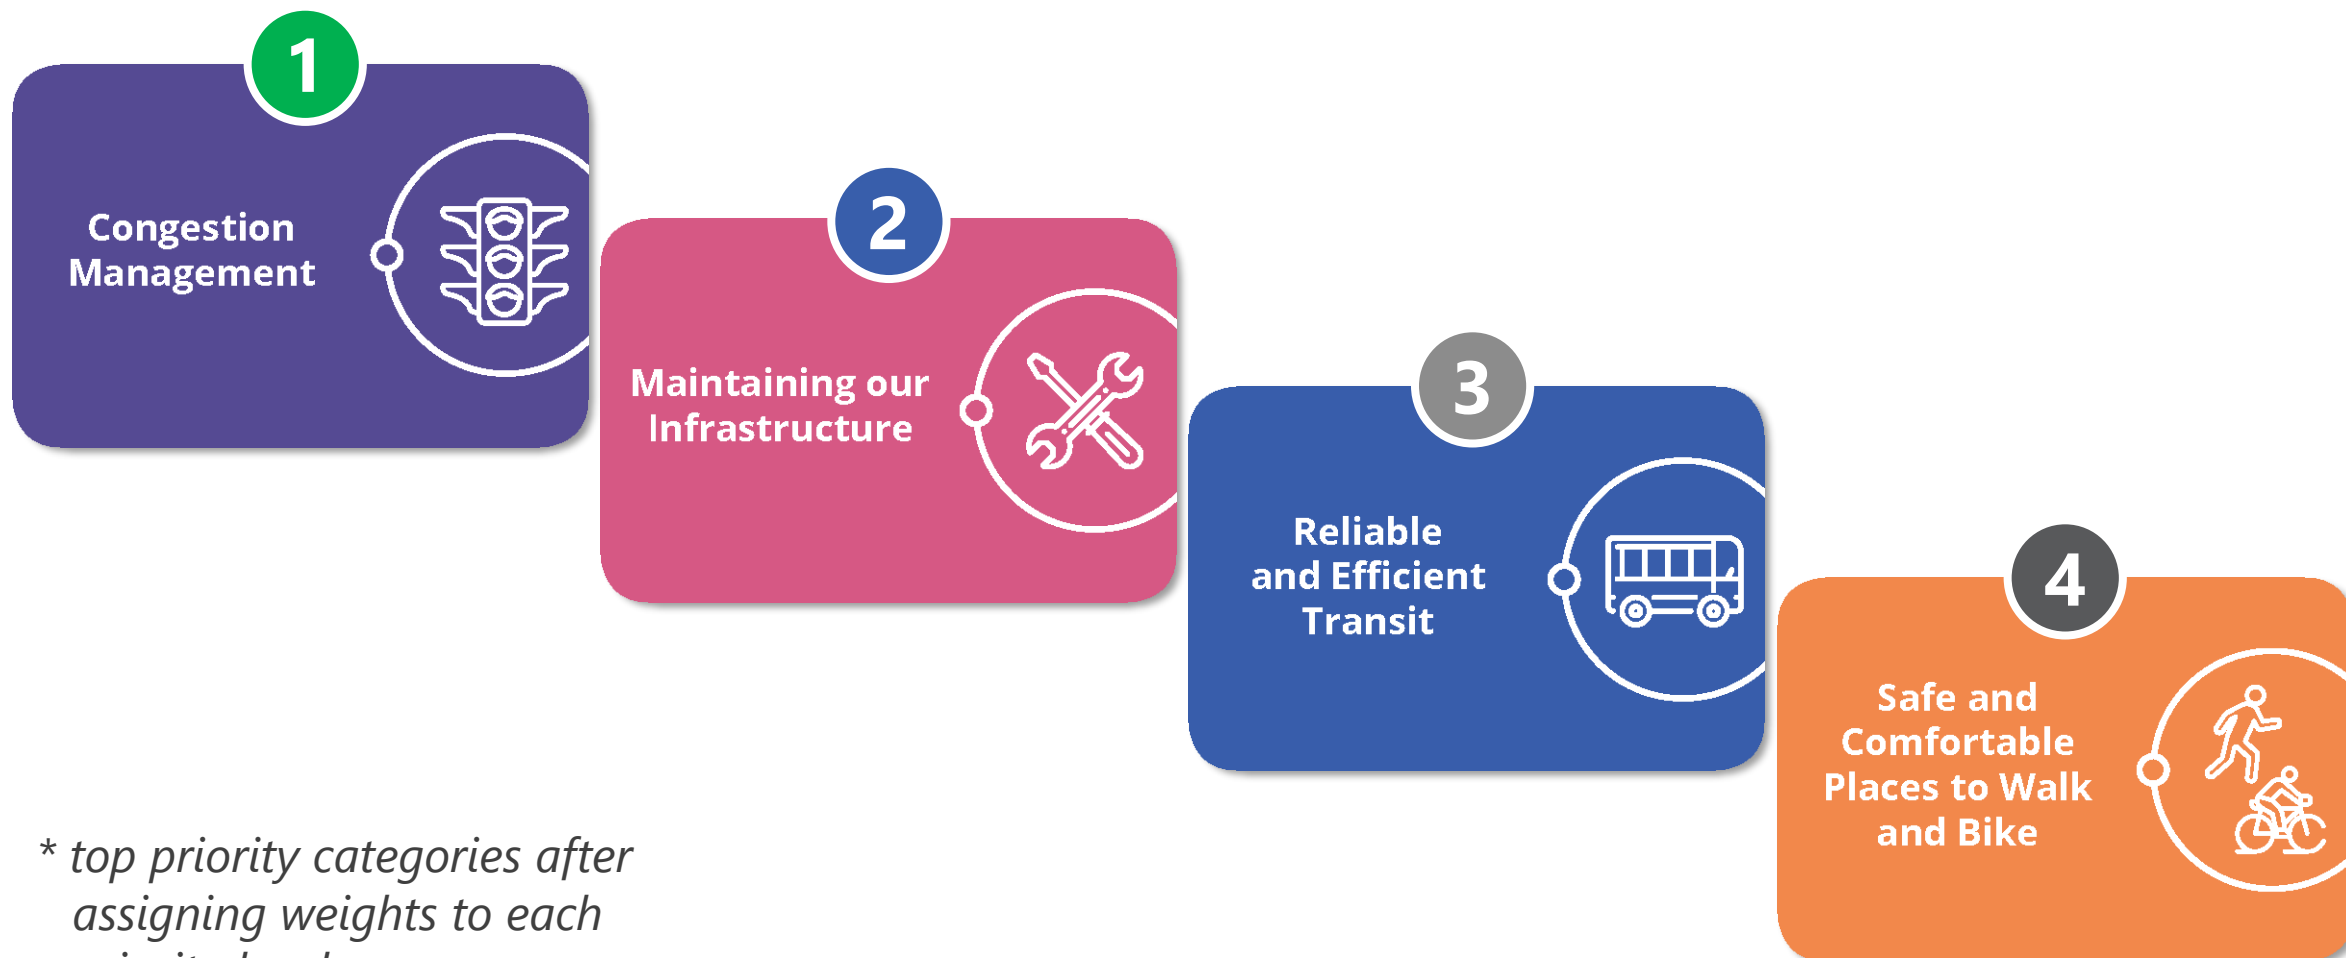 1
Congestion
Management
2
Maintaining our
Infrastructure
3
Reliable
and Efficient
Transit
4
Safe and
Comfortable
Places to Walk
and Bike
* top priority categories after
assigning weights to each